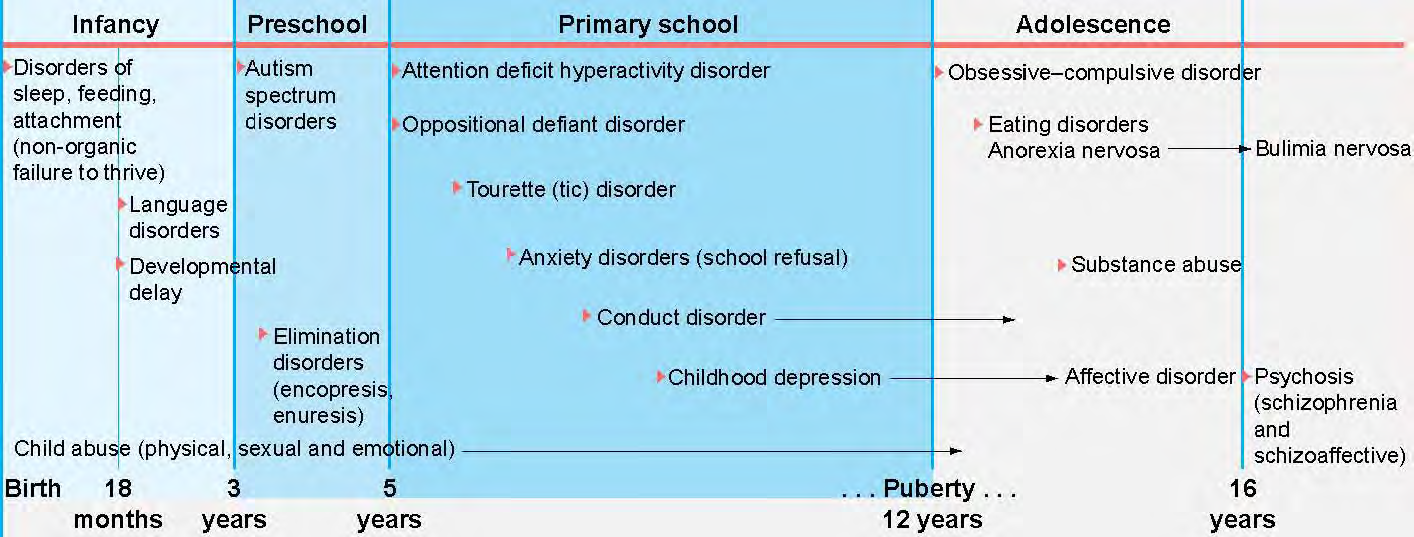 Infancy
Preschool
Primary school
Adolescence
Disorders of
sleep, feeding,
attachment
(non-organic
failure to thrive)
Language
disorders
Developmental
delay
Autism
spectrum
disorders
Elimination
disorders
(encopresis,
enuresis)
Attention deficit hyperactivity disorder
Oppositional defiant disorder
Tourette (tic) disorder
Anxiety disorders (school refusal)
Conduct disorder
Childhood depression
Obsessive–compulsive disorder
Eating disorders
Anorexia nervosa
Bulimia nervosa
Substance abuse
Affective disorder
Psychosis
(schizophrenia
and
schizoaffective)
Child abuse (physical, sexual and emotional)
Birth
18
months
3
years
5
years
. . . Puberty . . .
12 years
16
years